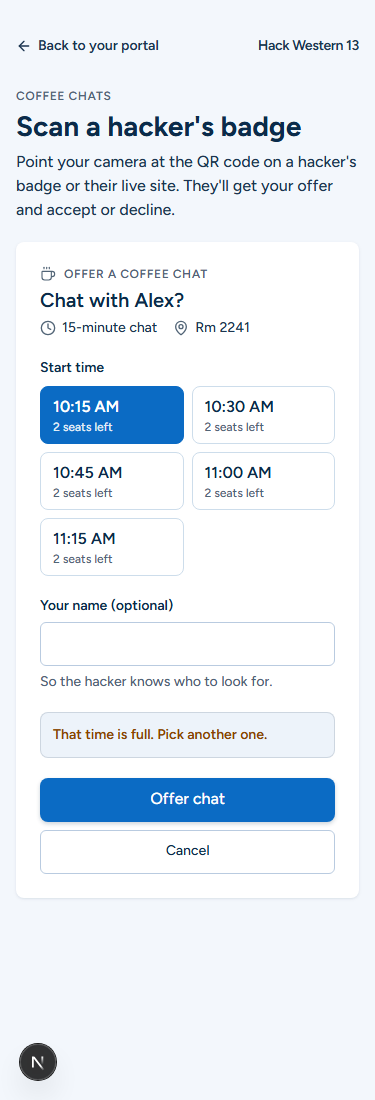 Back to your portal
Hack Western 13
COFFEE CHATS
Scan a hacker's badge
Point your camera at the QR code on a hacker's
badge or their live site. They'll get your offer
and accept or decline.
OFFER A COFFEE CHAT
Chat with Alex?
15-minute chat
Rm 2241
Start time
10:15 AM
2 seats left
10:30 AM
2 seats left
10:45 AM
2 seats left
11:00 AM
2 seats left
11:15 AM
2 seats left
Your name (optional)
So the hacker knows who to look for.
That time is full. Pick another one.
Offer chat
Cancel
N